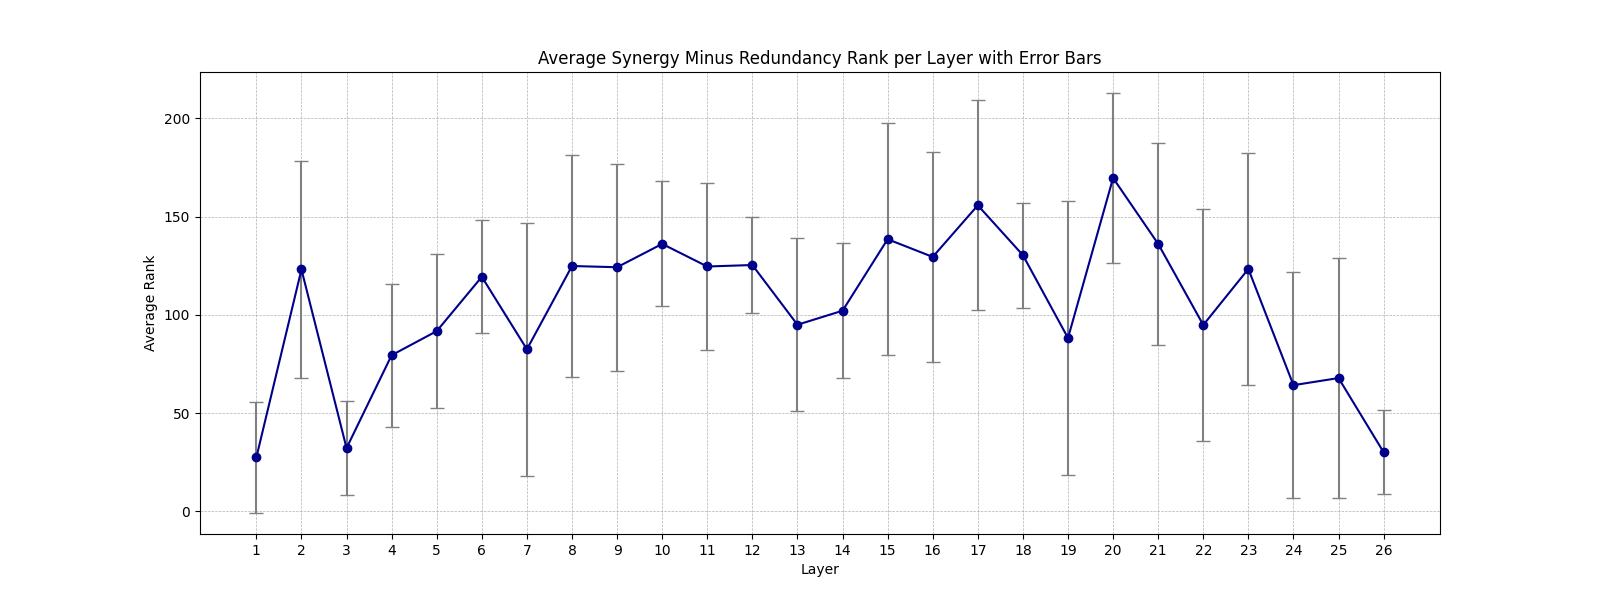 Average Synergy Minus Redundancy Rank per Layer with Error Bars
200
150
100
50
0
Average Rank
1 2 3 4 5 6 7 8 9 10 11 12 13 14 15 16 17 18 19 20 21 22 23 24 25 26
Layer